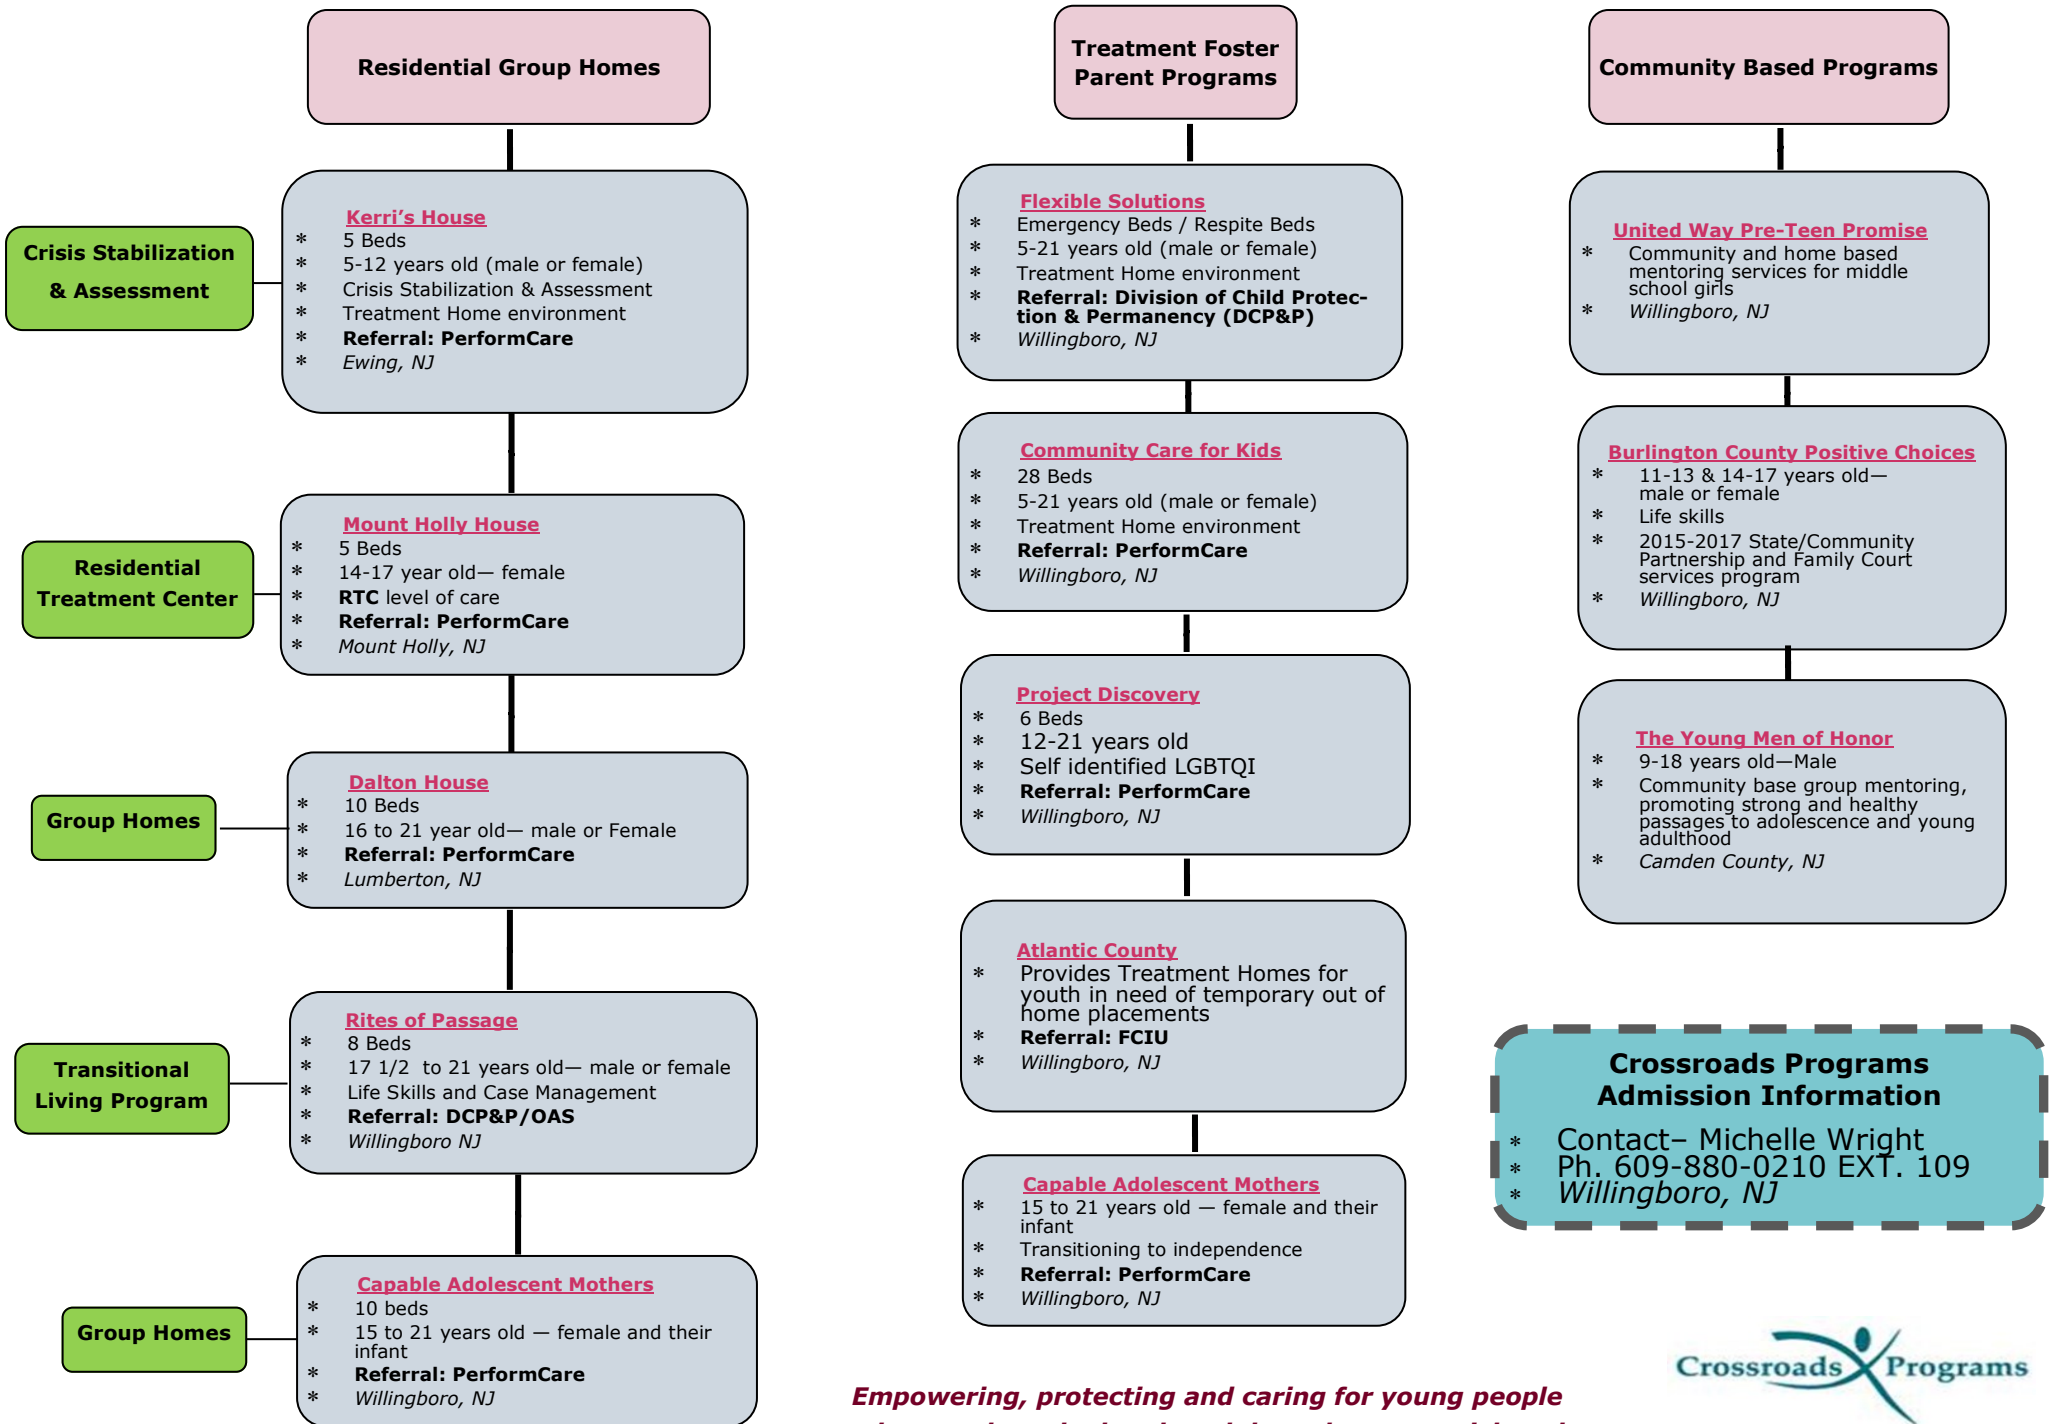 Residential Group Homes
Crisis Stabilization
& Assessment
Kerri's House
* 5 Beds
* 5-12 years old (male or female)
* Crisis Stabilization & Assessment
* Treatment Home environment
* Referral: PerformCare
* Ewing, NJ
Residential
Treatment Center
Mount Holly House
* 5 Beds
* 14-17 year old— female
* RTC level of care
* Referral: PerformCare
* Mount Holly, NJ
Group Homes
Dalton House
* 10 Beds
* 16 to 21 year old— male or Female
* Referral: PerformCare
* Lumberton, NJ
Transitional
Living Program
Rites of Passage
* 8 Beds
* 17 1/2  to 21 years old— male or female
* Life Skills and Case Management
* Referral: DCP&P/OAS
* Willingboro NJ
Group Homes
Capable Adolescent Mothers
* 10 beds
* 15 to 21 years old — female and their
infant
* Referral: PerformCare
* Willingboro, NJ
Treatment Foster
Parent Programs
Flexible Solutions
* Emergency Beds / Respite Beds
* 5-21 years old (male or female)
* Treatment Home environment
* Referral: Division of Child Protec-
tion & Permanency (DCP&P)
* Willingboro, NJ
Community Care for Kids
* 28 Beds
* 5-21 years old (male or female)
* Treatment Home environment
* Referral: PerformCare
* Willingboro, NJ
Project Discovery
* 6 Beds
* 12-21 years old
* Self identified LGBTQI
* Referral: PerformCare
* Willingboro, NJ
Atlantic County
* Provides Treatment Homes for
youth in need of temporary out of
home placements
* Referral: FCIU
* Willingboro, NJ
Capable Adolescent Mothers
* 15 to 21 years old — female and their
infant
* Transitioning to independence
* Referral: PerformCare
* Willingboro, NJ
Empowering, protecting and caring for young people
Community Based Programs
United Way Pre-Teen Promise
* Community and home based
mentoring services for middle
school girls
* Willingboro, NJ
Burlington County Positive Choices
* 11-13 & 14-17 years old—
male or female
* Life skills
* 2015-2017 State/Community
Partnership and Family Court
services program
* Willingboro, NJ
The Young Men of Honor
* 9-18 years old—Male
* Community base group mentoring,
promoting strong and healthy
passages to adolescence and young
adulthood
* Camden County, NJ
Crossroads Programs
Admission Information
* Contact– Michelle Wright
* Ph. 609-880-0210 EXT. 109
* Willingboro, NJ
Crossroads Programs